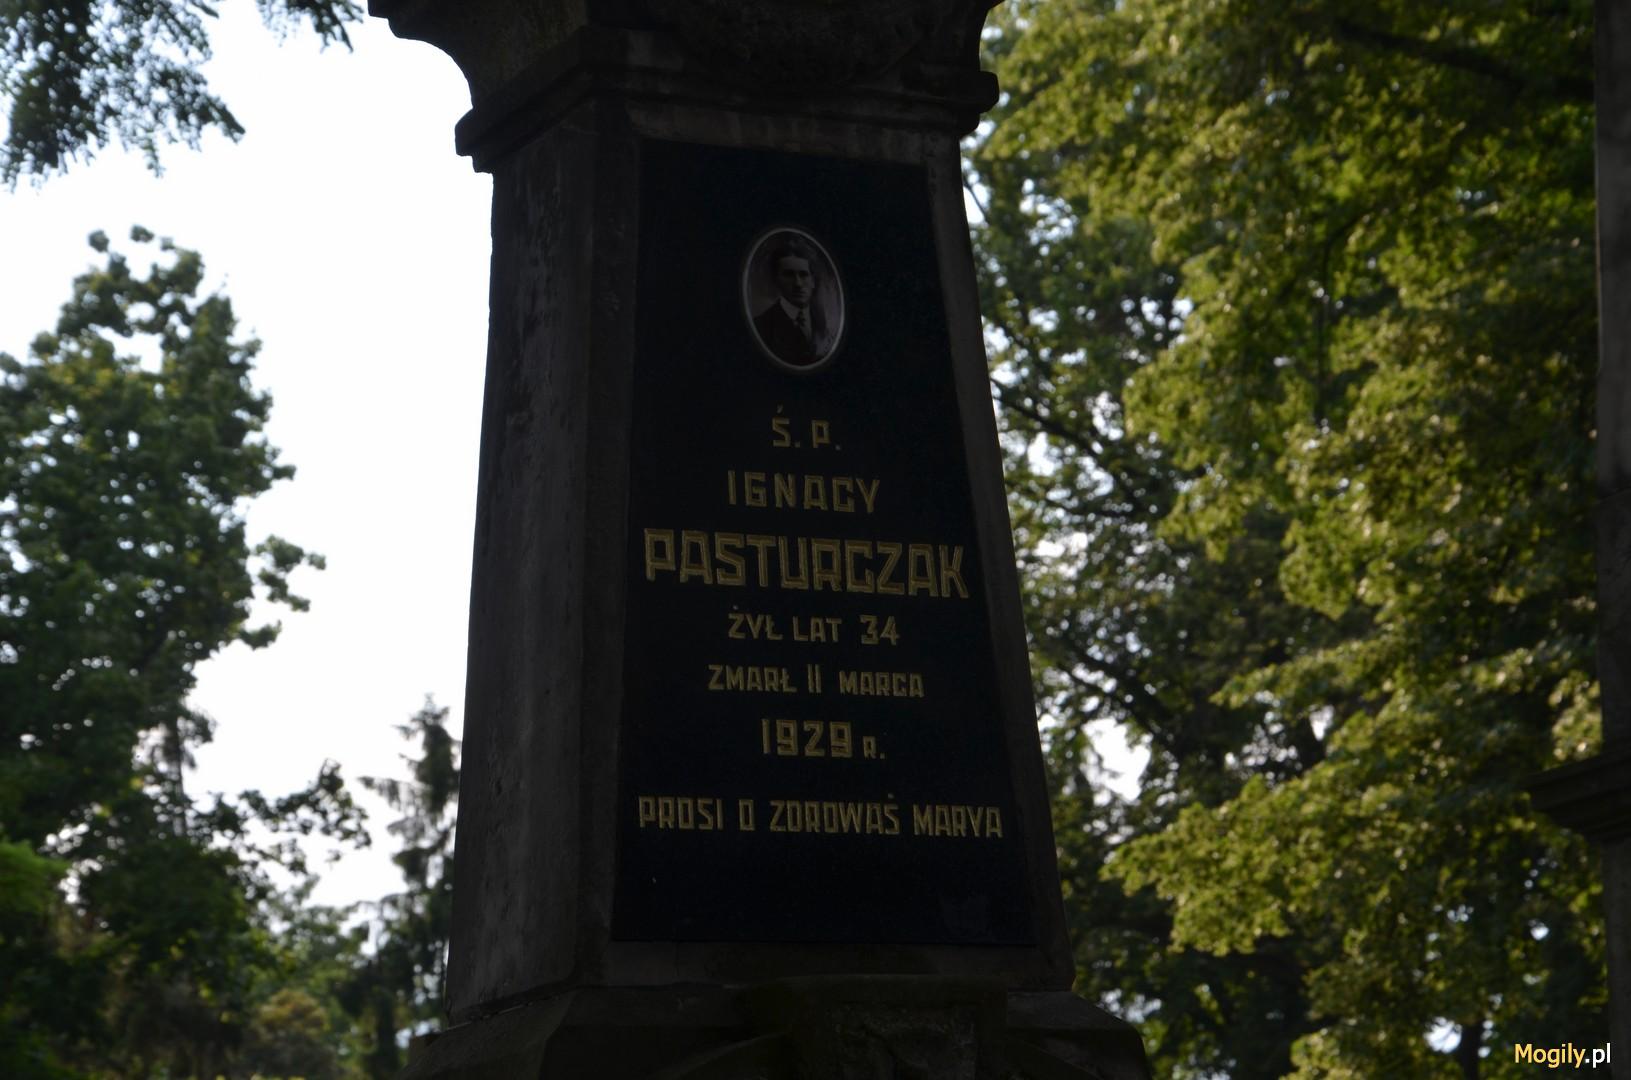 Ś. P.
IGNACY
PASTURCZAK
ŻYŁ LAT 34
ZMARŁ 11 MARCA
1929 R.
PROSI O ZDROWAŚ MARYA
Mogily.pl